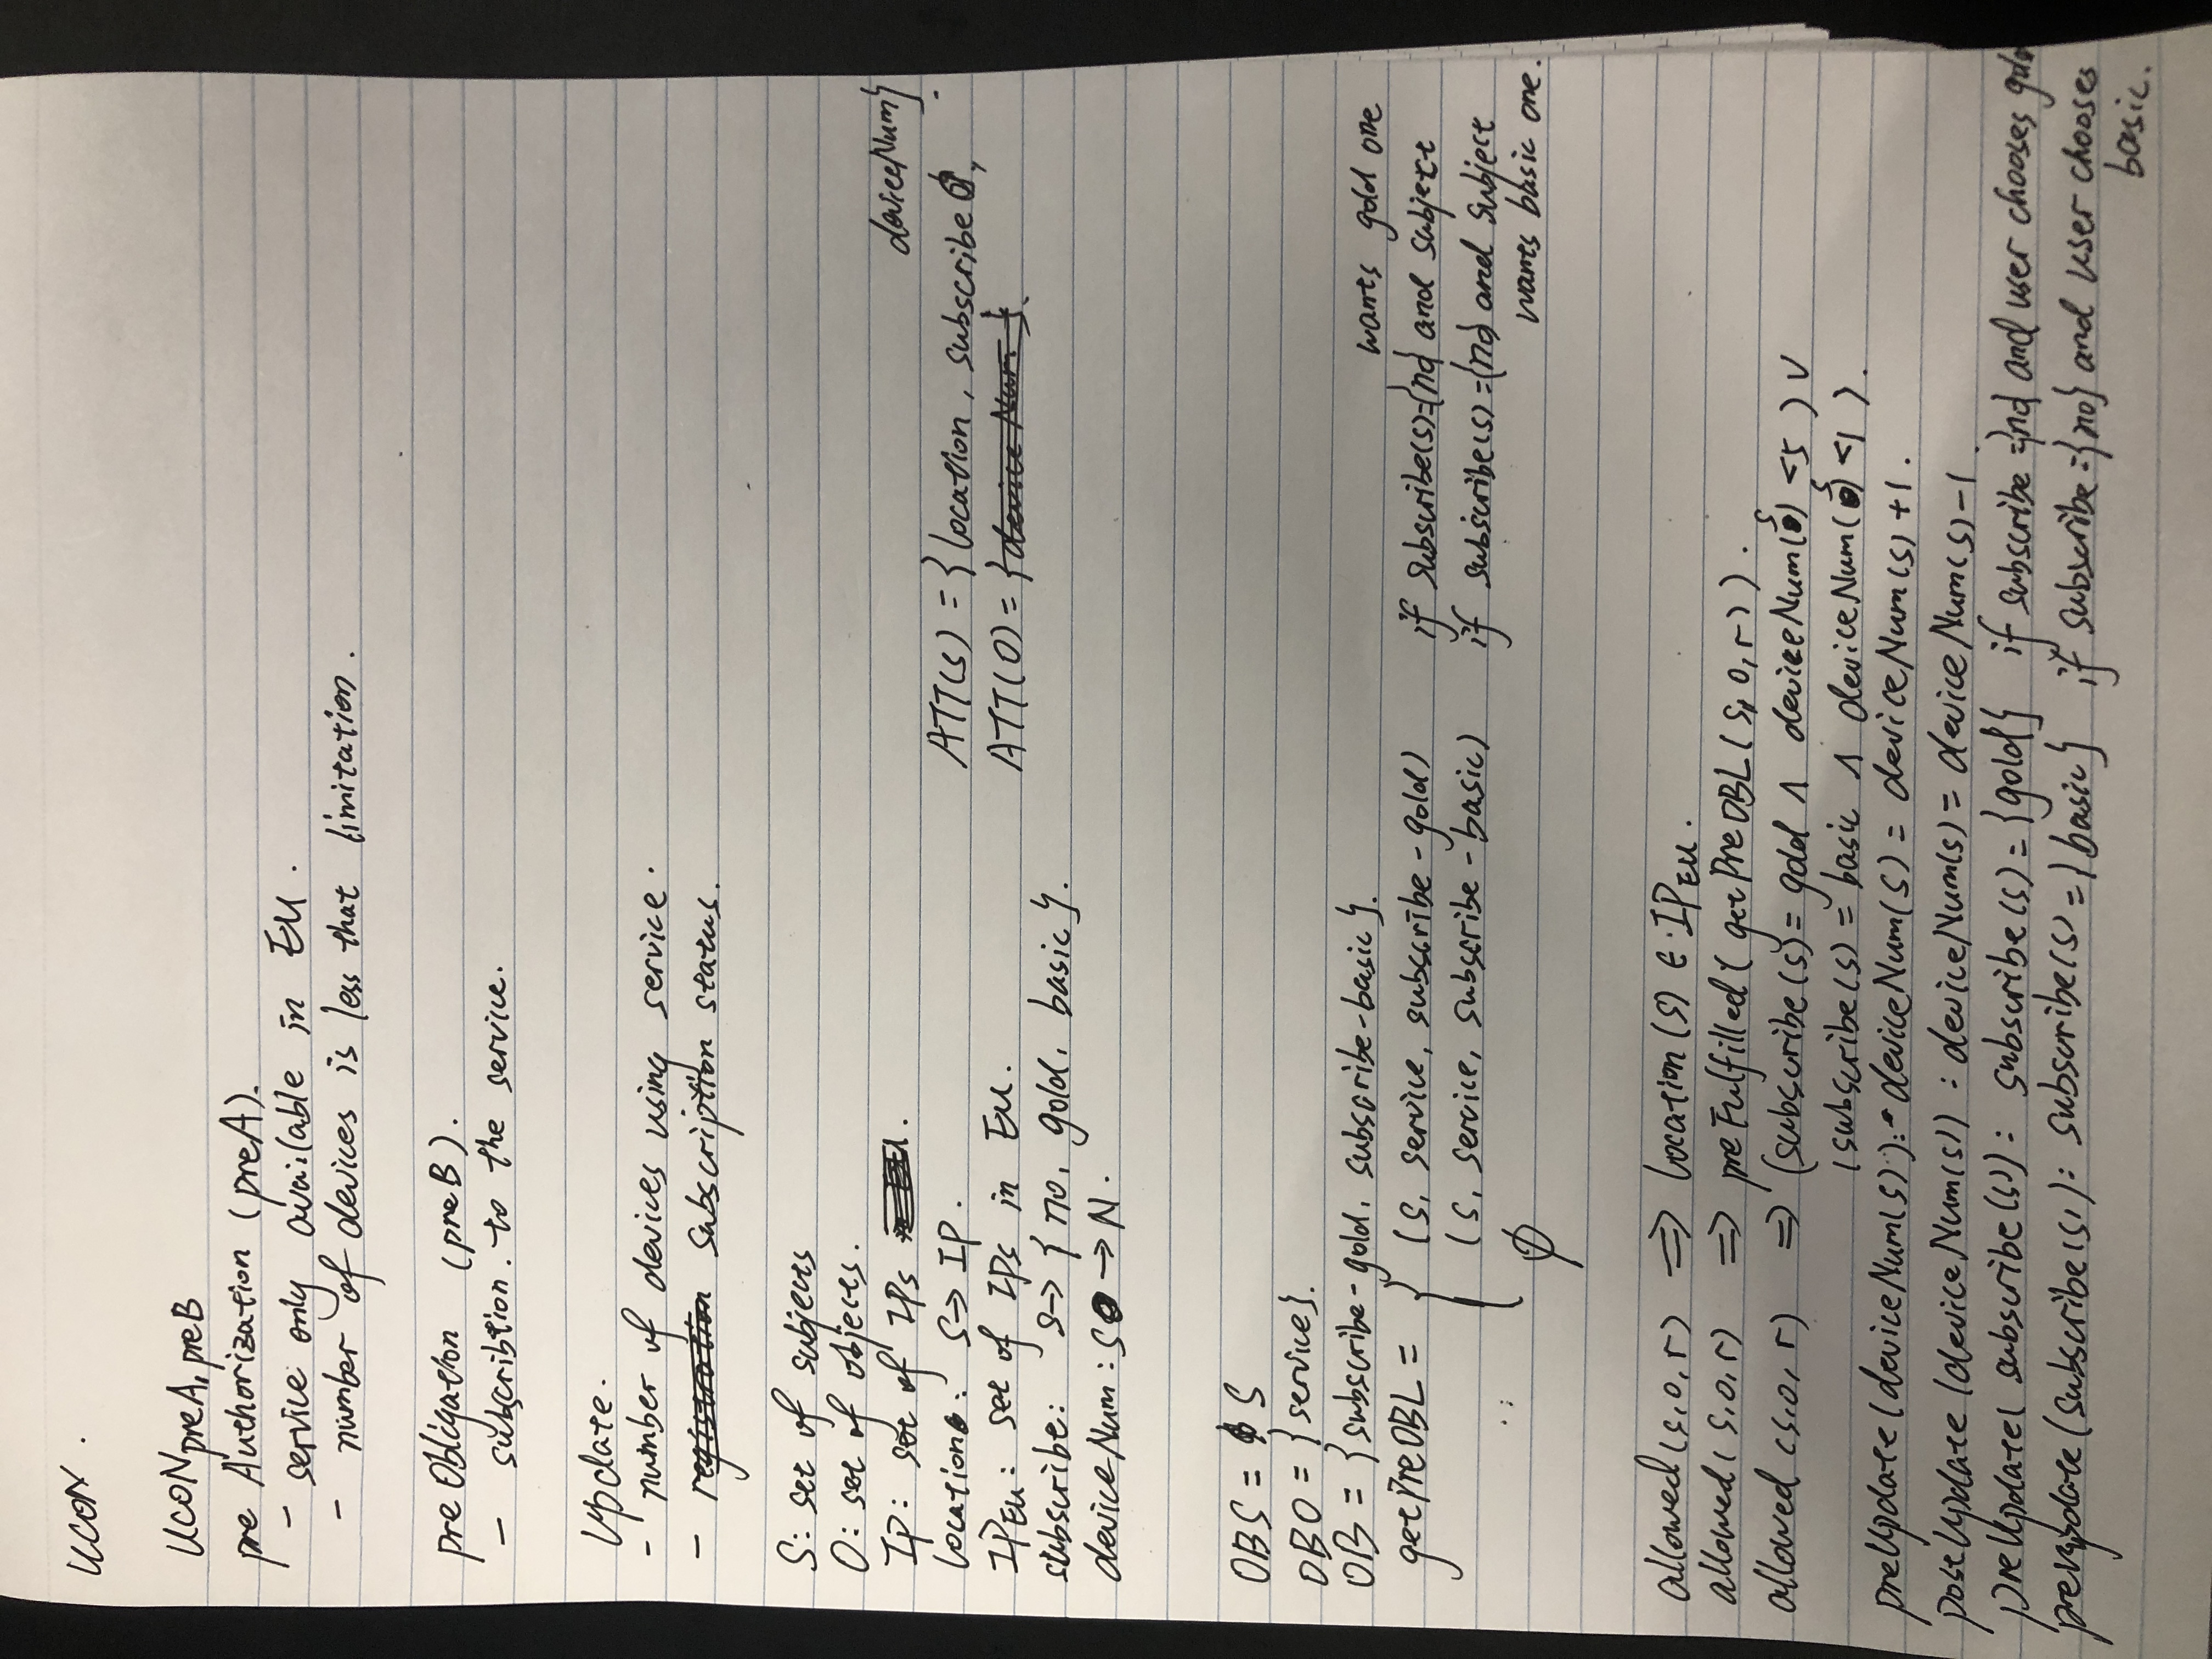 UCON .
UCONpreA, preB
pre Authorization (preA).
- service only available in EU .
- number of devices is less that limitation .
pre Obligation (preB).
- subscribtion . to the service.
Update.
- number of devices using service .
- registration subscription status.
S: set of subjects
O: set of objects.
IP: set of IPs .
location: S→ IP.
IPEU: set of IPs in EU.
subscribe: S→ {no, gold, basic}.
deviceNum: S → N.
deviceNum}
ATT(s) = {location, subscribe,
ATT(O) = {deviceNum}.
OBS = S
OBO = {service}.
OB = {subscribe-gold, subscribe-basic}.
getPreOBL = { (s, service, subscribe-gold) if subscribe(s)={no} and subject wants gold one
(s, service, subscribe-basic) if subscribe(s)={no} and subject
wants basic one.
∅
allowed(s,o,r) ⇒ location(s) ∈ IPEU.
allowed(s,o,r) ⇒ preFulfilled(getPreOBL(s,o,r)).
allowed(s,o,r) ⇒ (subscribe(s)= gold ∧ deviceNum(s) <5 ) ∨
(subscribe(s) = basic ∧ deviceNum(s) <1 ).
preUpdate(deviceNum(s)): deviceNum(s) = deviceNum(s) +1.
postUpdate(deviceNum(s)) : deviceNum(s) = deviceNum(s)-1.
preUpdate(subscribe(s)): subscribe(s) = {gold} if subscribe={no} and user chooses gold
preUpdate(subscribe(s)): subscribe(s) = {basic} if subscribe={no} and user chooses
basic.